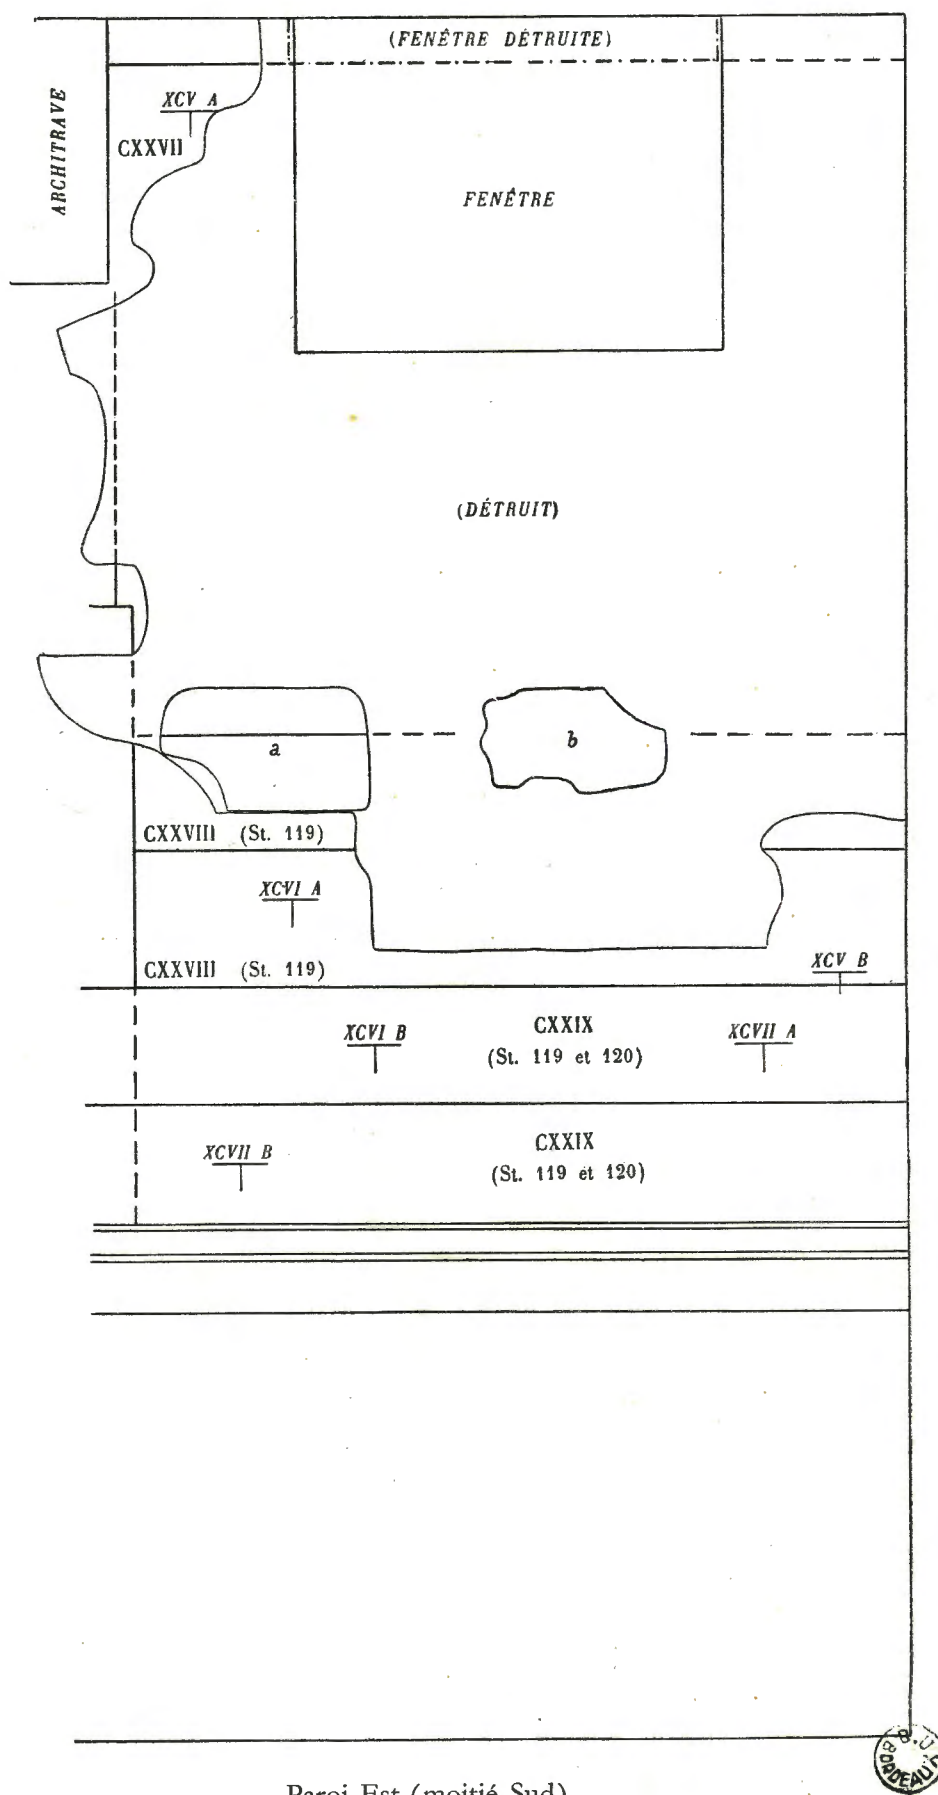 (FENÊTRE DÉTRUITE)
ARCHITRAVE
XCV A
CXXVII
FENÊTRE
(DÉTRUIT)
a
b
CXXVIII (St. 119)
XCVI A
CXXVIII (St. 119)
XCV B
XCVI B
CXXIX
(St. 119 et 120)
XCVII A
XCVII B
CXXIX
(St. 119 et 120)
B.U
BORDEAUX
Paroi Est (moitié Sud)